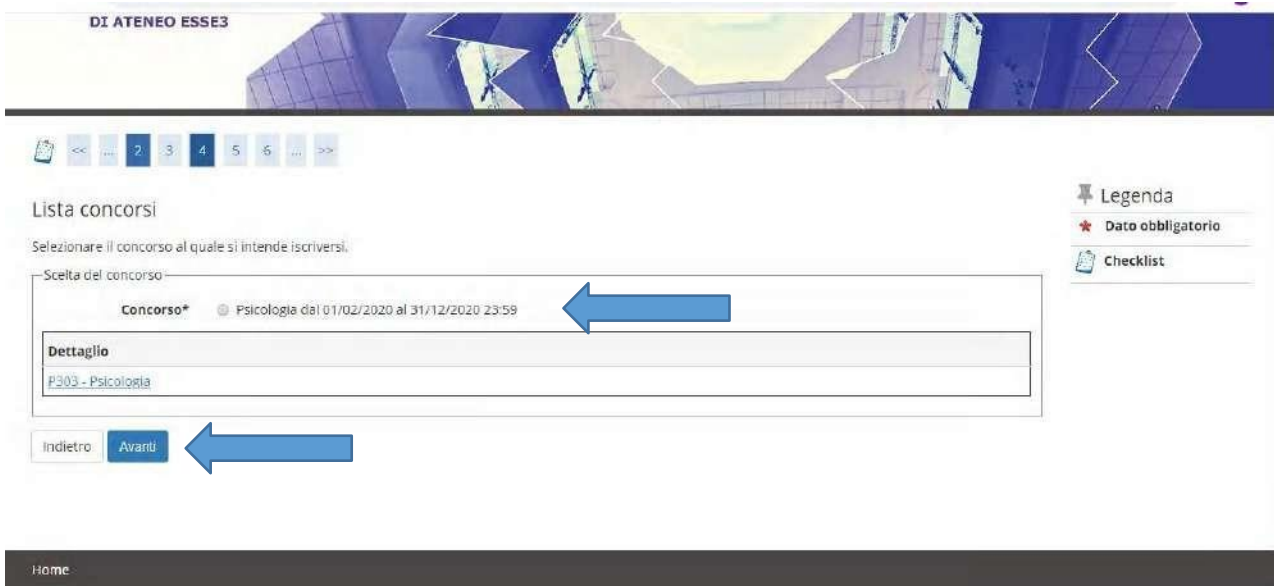 DI ATENEO ESSE3
<< ... 2 3 4 5 6 ... >>
Lista concorsi
Selezionare il concorso al quale si intende iscriversi.
Scelta del concorso
Concorso* Psicologia dal 01/02/2020 al 31/12/2020 23:59
Dettaglio
P303 - Psicologia
Indietro Avanti
Legenda
Dato obbligatorio
Checklist
Home